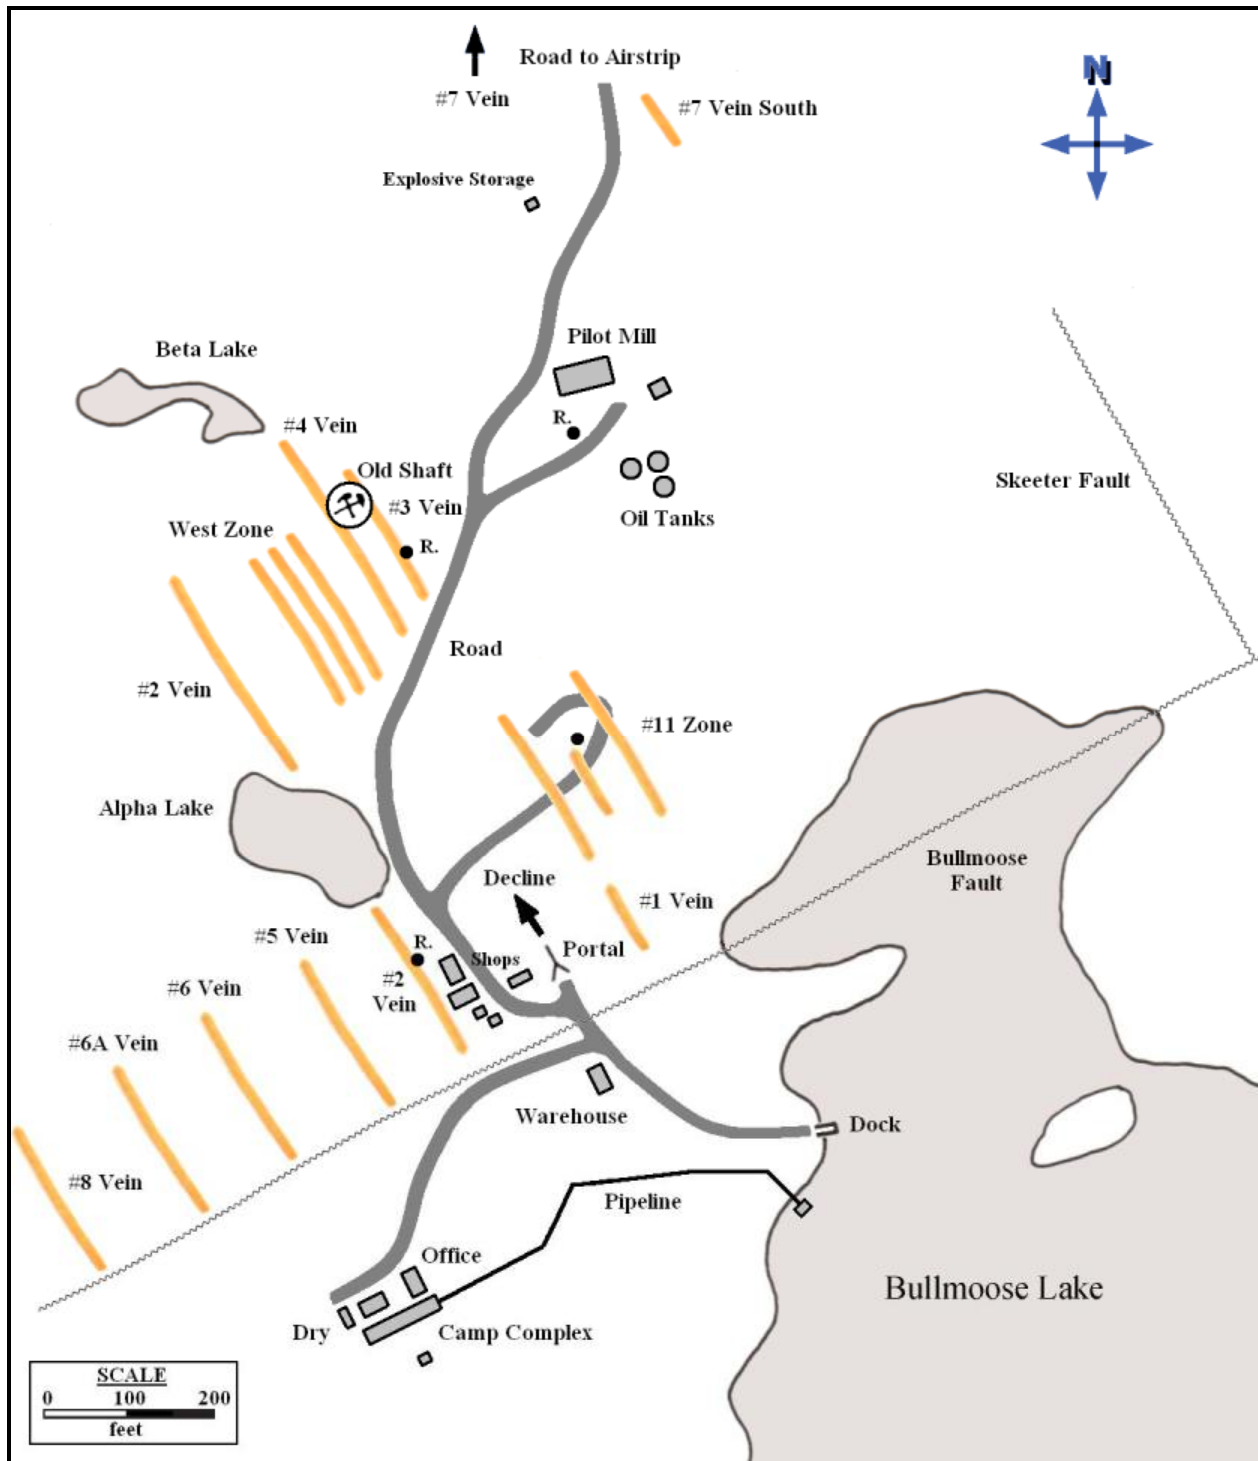 Road to Airstrip
N
#7 Vein
#7 Vein South
Explosive Storage
Pilot Mill
Beta Lake
R.
#4 Vein
Old Shaft
Skeeter Fault
#3 Vein
Oil Tanks
West Zone
R.
Road
#2 Vein
#11 Zone
Alpha Lake
Bullmoose
Fault
Decline
#1 Vein
#5 Vein
R.
Shops
Portal
#2
Vein
#6 Vein
#6A Vein
Warehouse
Dock
#8 Vein
Pipeline
Office
Bullmoose Lake
Dry
Camp Complex
SCALE
0 100 200
feet